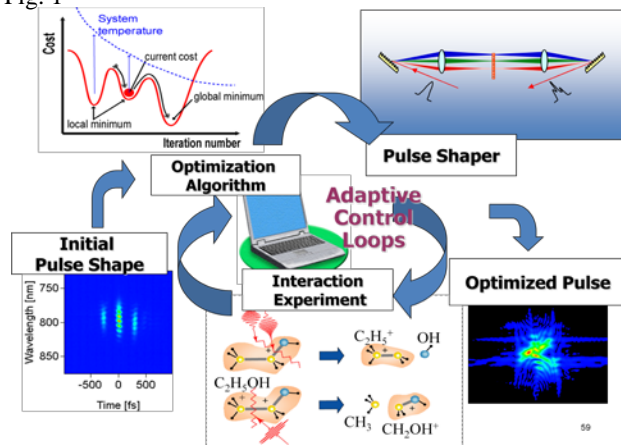 Fig. 1
System
temperature
Cost
current cost
global minimum
local minimum
Iteration number
Optimization
Algorithm
Pulse Shaper
Adaptive
Control
Loops
Initial
Pulse Shape
Interaction
Experiment
Optimized Pulse
Wavelength [nm]
750
800
850
-500
0
500
Time [fs]
C₂H₅⁺
OH
C₂H₅OH
CH₃
CH₂OH⁺
59